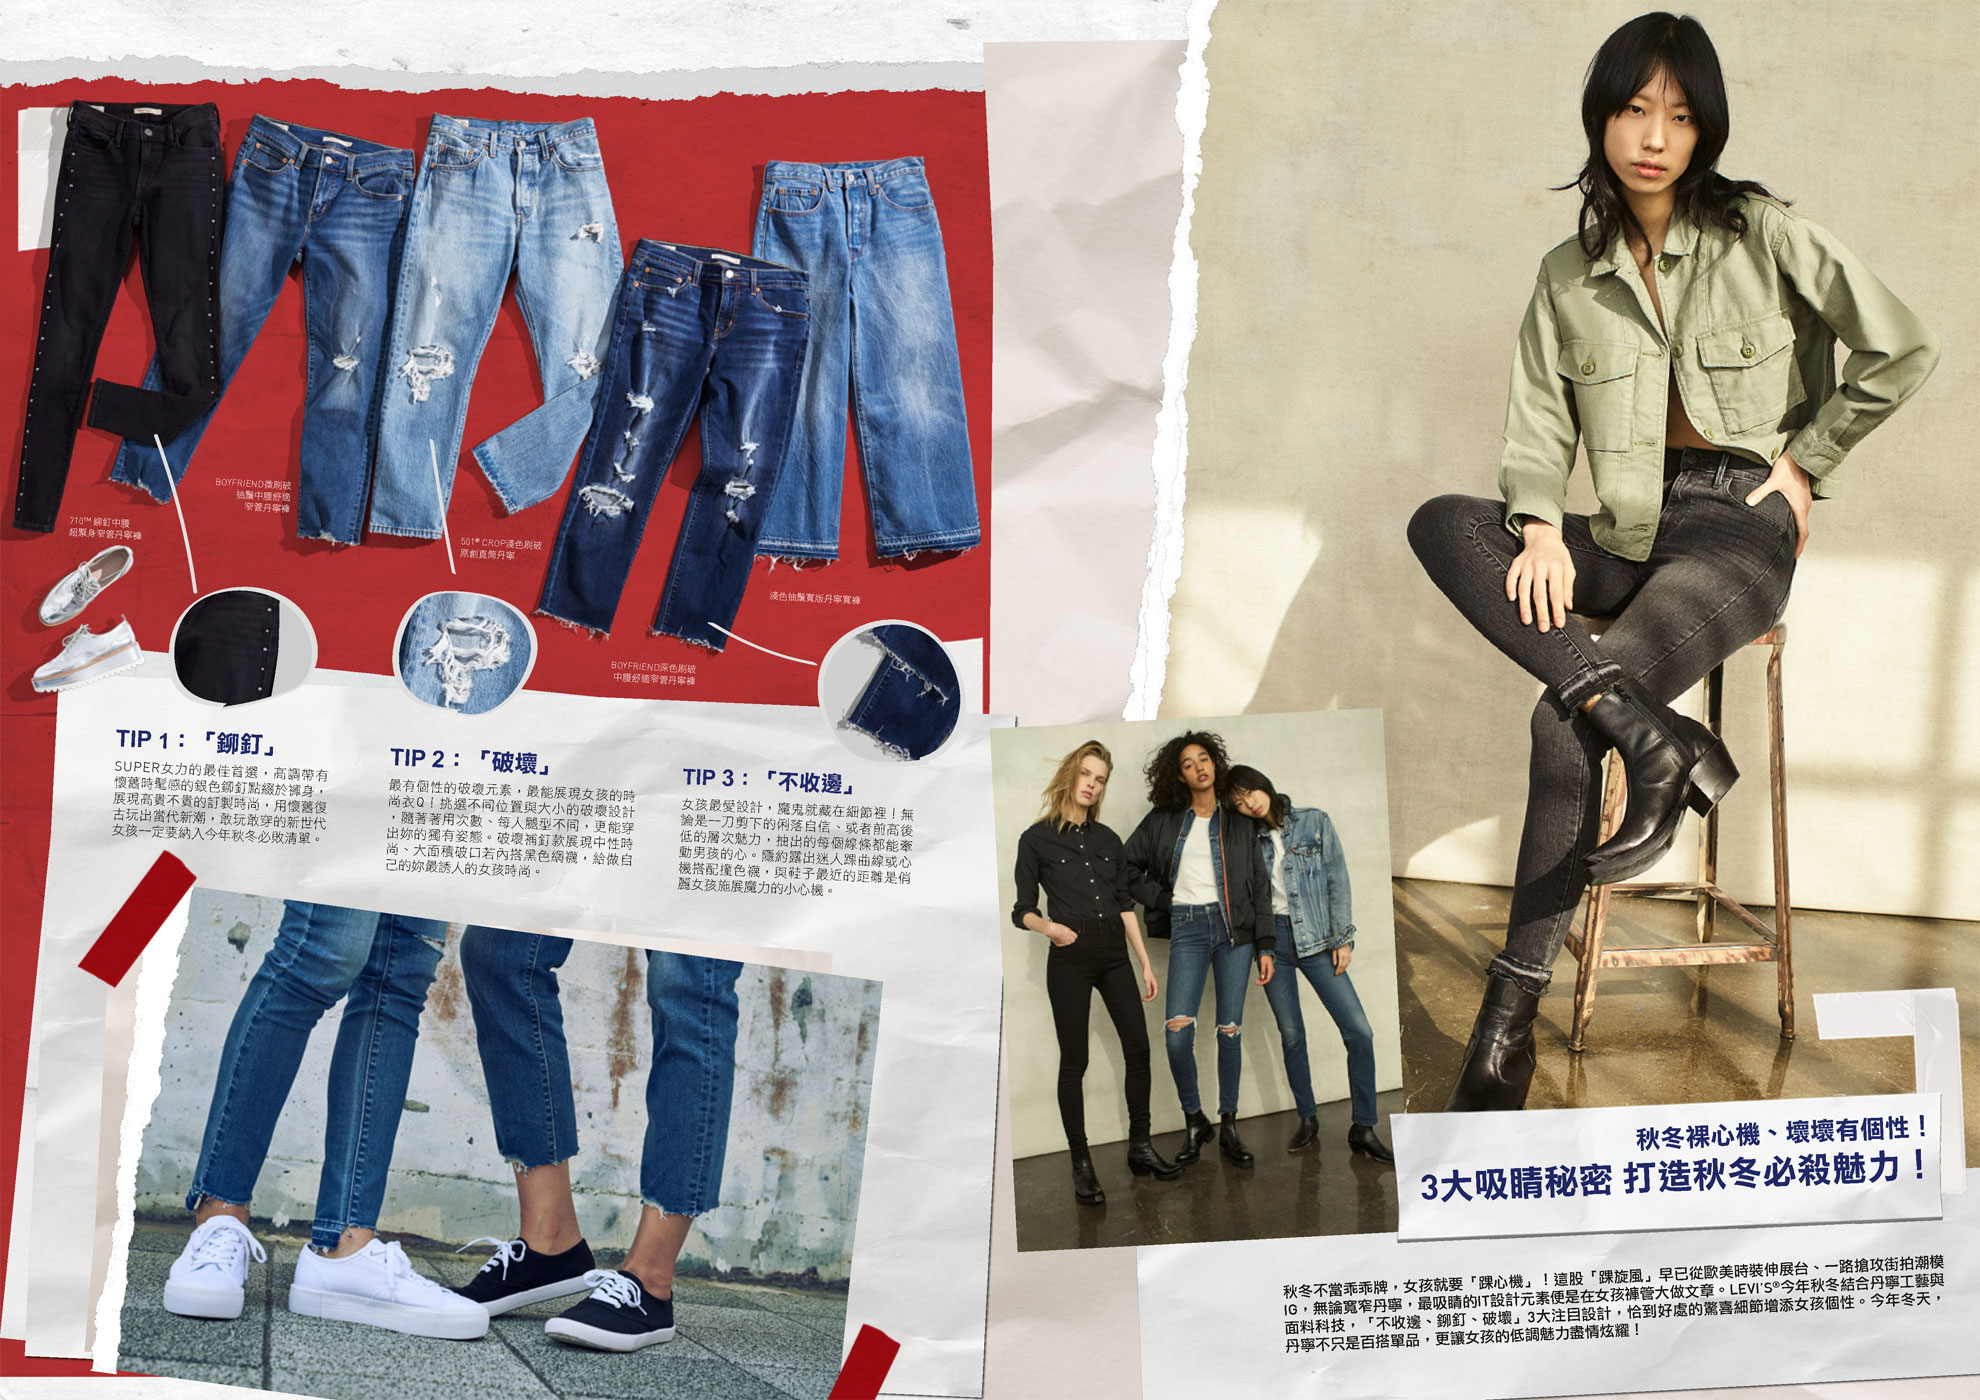 710™ 鉚釘中腰
超緊身窄管丹寧褲
BOYFRIEND微刷破
抽鬚中腰舒適
窄管丹寧褲
501® CROP淺色刷破
原創直筒丹寧
BOYFRIEND深色刷破
中腰舒適窄管丹寧褲
淺色抽鬚寬版丹寧寬褲
TIP 1：「鉚釘」
SUPER女力的最佳首選，高調帶有
懷舊時髦感的銀色鉚釘點綴於褲身，
展現高貴不貴的訂製時尚，用懷舊復
古玩出當代新潮，敢玩敢穿的新世代
女孩一定要納入今年秋冬必敗清單。
TIP 2：「破壞」
最有個性的破壞元素，最能展現女孩的時
尚衣Q！挑選不同位置與大小的破壞設計
，隨著著用次數、每人腿型不同，更能穿
出妳的獨有姿態。破壞補釘款展現中性時
尚、大面積破口若內搭黑色網襪，給做自
己的妳最誘人的女孩時尚。
TIP 3：「不收邊」
女孩最愛設計，魔鬼就藏在細節裡！無
論是一刀剪下的俐落自信、或者前高後
低的層次魅力，抽出的每個線條都能牽
動男孩的心。隱約露出迷人踝曲線或心
機搭配撞色襪，與鞋子最近的距離是俏
麗女孩施展魔力的小心機。
秋冬裸心機、壞壞有個性！
3大吸睛秘密 打造秋冬必殺魅力！
秋冬不當乖乖牌，女孩就要「踝心機」！這股「踝旋風」早已從歐美時裝伸展台、一路搶攻街拍潮模
IG，無論寬窄丹寧，最吸睛的IT設計元素便是在女孩褲管大做文章。LEVI'S®今年秋冬結合丹寧工藝與
面料科技，「不收邊、鉚釘、破壞」3大注目設計，恰到好處的驚喜細節增添女孩個性。今年冬天，
丹寧不只是百搭單品，更讓女孩的低調魅力盡情炫耀！